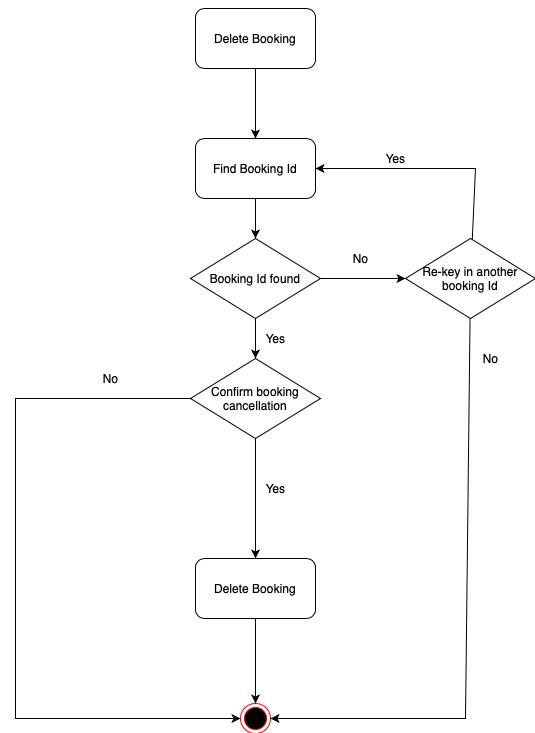 Delete Booking
Find Booking Id
Yes
Booking Id found
No
Re-key in another
booking Id
Yes
No
Confirm booking
cancellation
No
Yes
Delete Booking